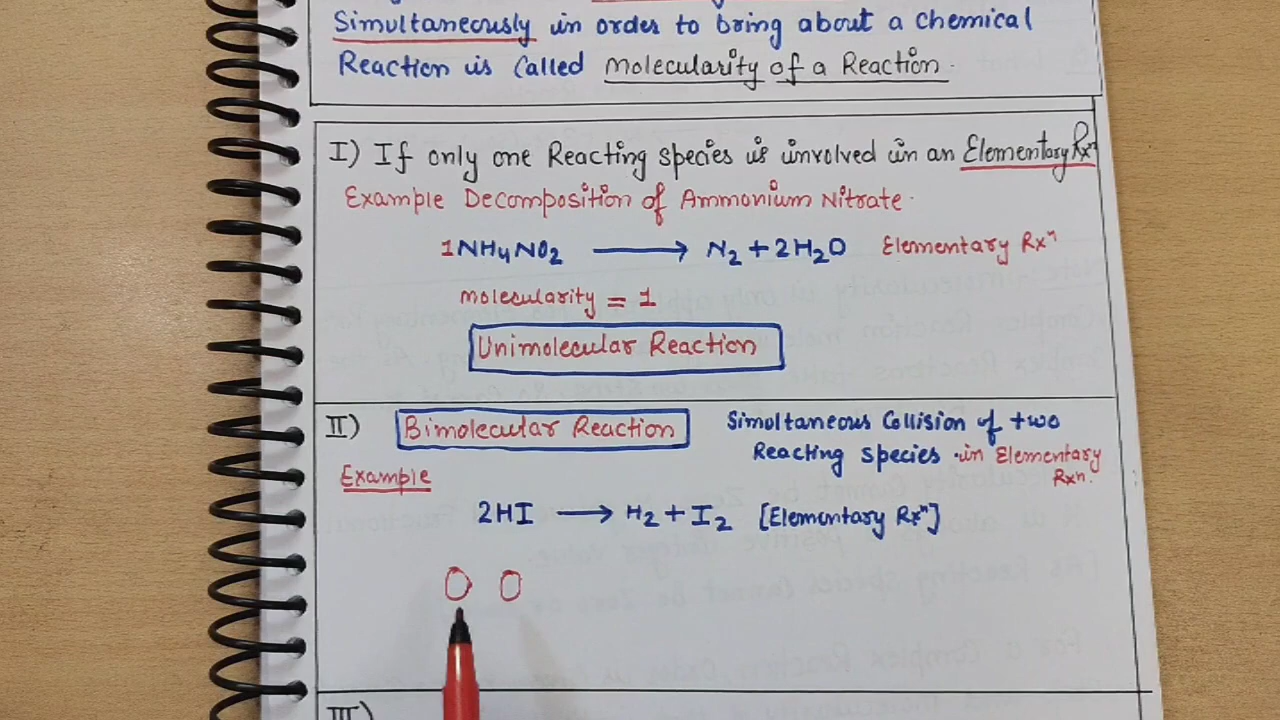 Simultaneously in order to bring about a Chemical
Reaction is Called Molecularity of a Reaction.
I) If only one Reacting species is involved in an Elementary Rxn
Example Decomposition of Ammonium Nitrate.
1NH4NO2 → N2 + 2H2O Elementary Rxn
Molecularity = 1
Unimolecular Reaction
II) Bimolecular Reaction
Simultaneous Collision of two
Reacting species in Elementary
Rxn.
Example
2HI → H2 + I2 [Elementary Rxn]
III)